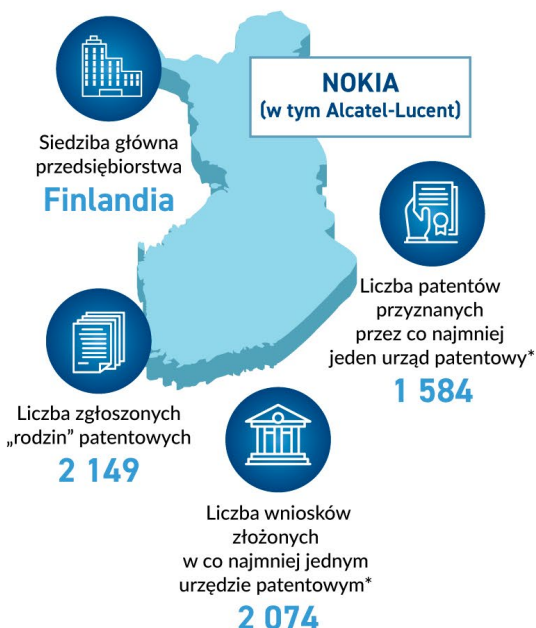 NOKIA
(w tym Alcatel-Lucent)
Siedziba główna
przedsiębiorstwa
Finlandia
Liczba patentów
przyznanych
przez co najmniej
jeden urząd patentowy*
1 584
Liczba zgłoszonych
„rodzin” patentowych
2 149
Liczba wniosków
złożonych
w co najmniej jednym
urzędzie patentowym*
2 074